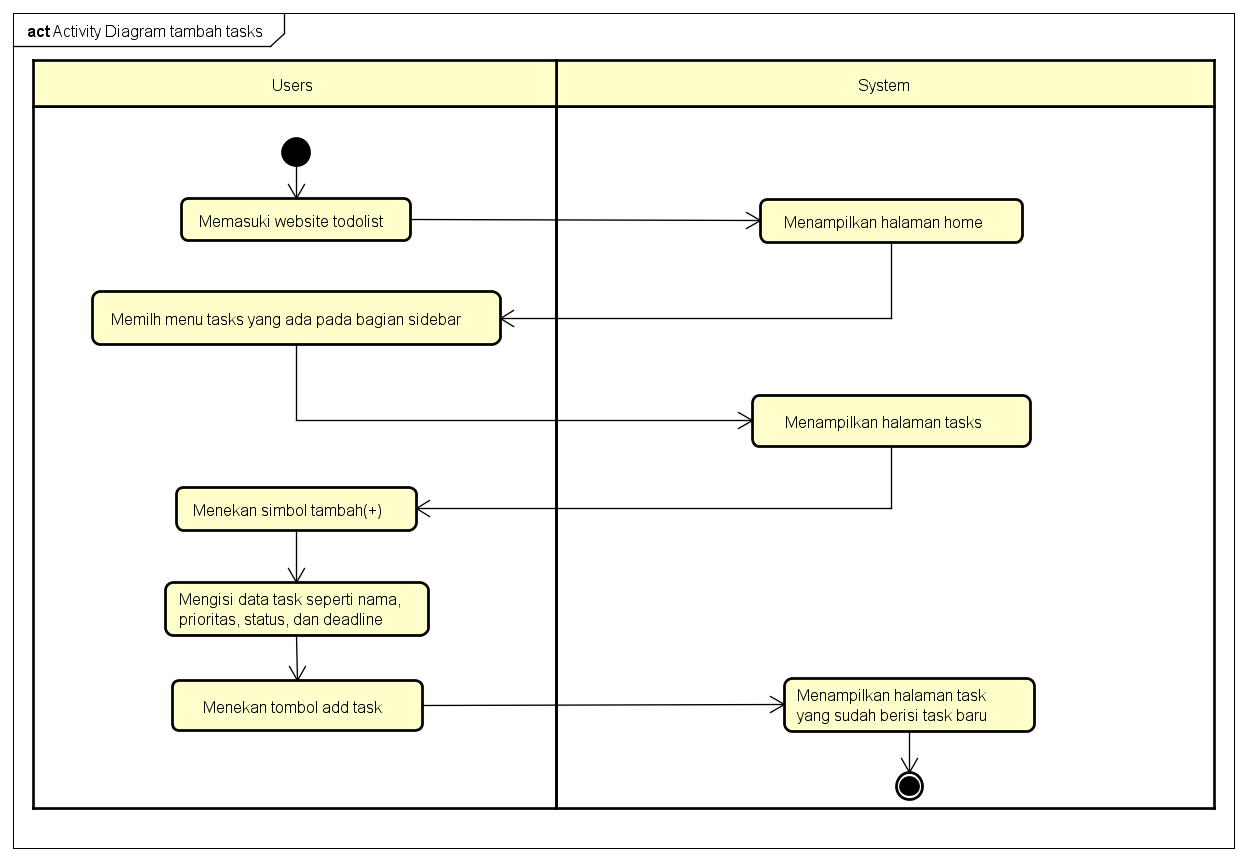 act Activity Diagram tambah tasks
Users
System
Memasuki website todolist
Menampilkan halaman home
Memilh menu tasks yang ada pada bagian sidebar
Menampilkan halaman tasks
Menekan simbol tambah(+)
Mengisi data task seperti nama,
prioritas, status, dan deadline
Menekan tombol add task
Menampilkan halaman task
yang sudah berisi task baru